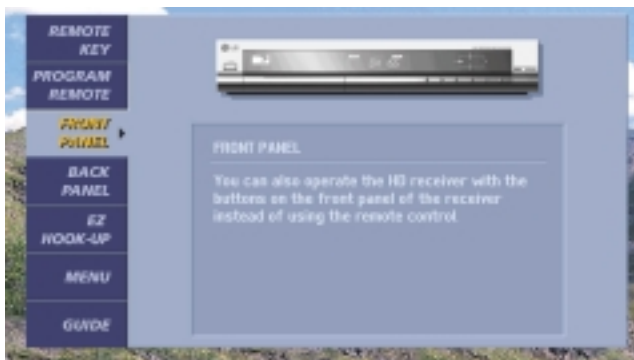 REMOTE
KEY
PROGRAM
REMOTE
FRONT
PANEL
BACK
PANEL
EZ
HOOK-UP
MENU
GUIDE
FRONT PANEL
You can also operate the HD receiver with the
buttons on the front panel of the receiver
instead of using the remote control